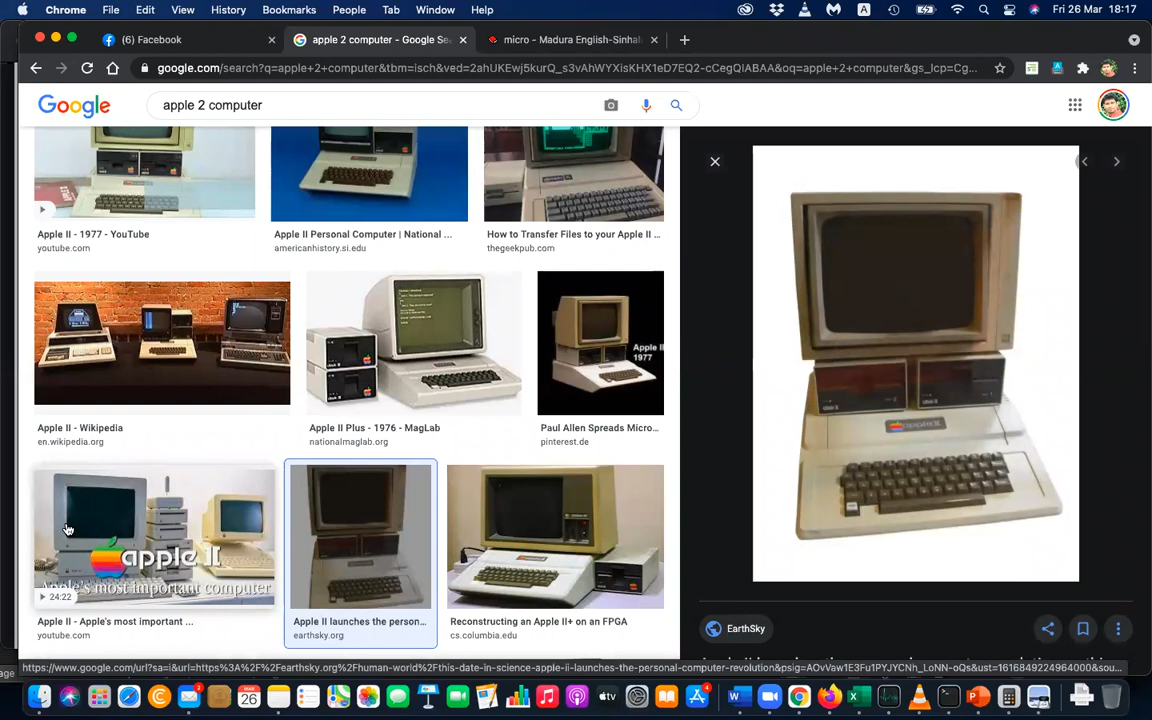 Chrome File Edit View History Bookmarks People Tab Window Help
A
Fri 26 Mar 18:17
(6) Facebook
apple 2 computer - Google Se
micro - Madura English-Sinhal
google.com/search?q=apple+2+computer&tbm=isch&ved=2ahUKEwj5kurQ_s3vAhWYXisKHX1eD7EQ2-cCegQIABAA&oq=apple+2+computer&gs_lcp=Cg...
Google
apple 2 computer
Apple II - 1977 - YouTube
youtube.com
Apple II Personal Computer | National ...
americanhistory.si.edu
How to Transfer Files to your Apple II ...
thegeekpub.com
Apple II
1977
Apple II - Wikipedia
en.wikipedia.org
Apple II Plus - 1976 - MagLab
nationalmaglab.org
Paul Allen Spreads Micro...
pinterest.de
apple II
Apple's most important computer
24:22
Apple II - Apple's most important ...
youtube.com
Apple II launches the person...
earthsky.org
Reconstructing an Apple II+ on an FPGA
cs.columbia.edu
apple II
EarthSky
https://www.google.com/url?sa=i&url=https%3A%2F%2Fearthsky.org%2Fhuman-world%2Fthis-date-in-science-apple-ii-launches-the-personal-computer-revolution&psig=AOvVaw1E3Fu1PYJYCNh_LoNN-oQs&ust=1616849224964000&sou...
MAR
26